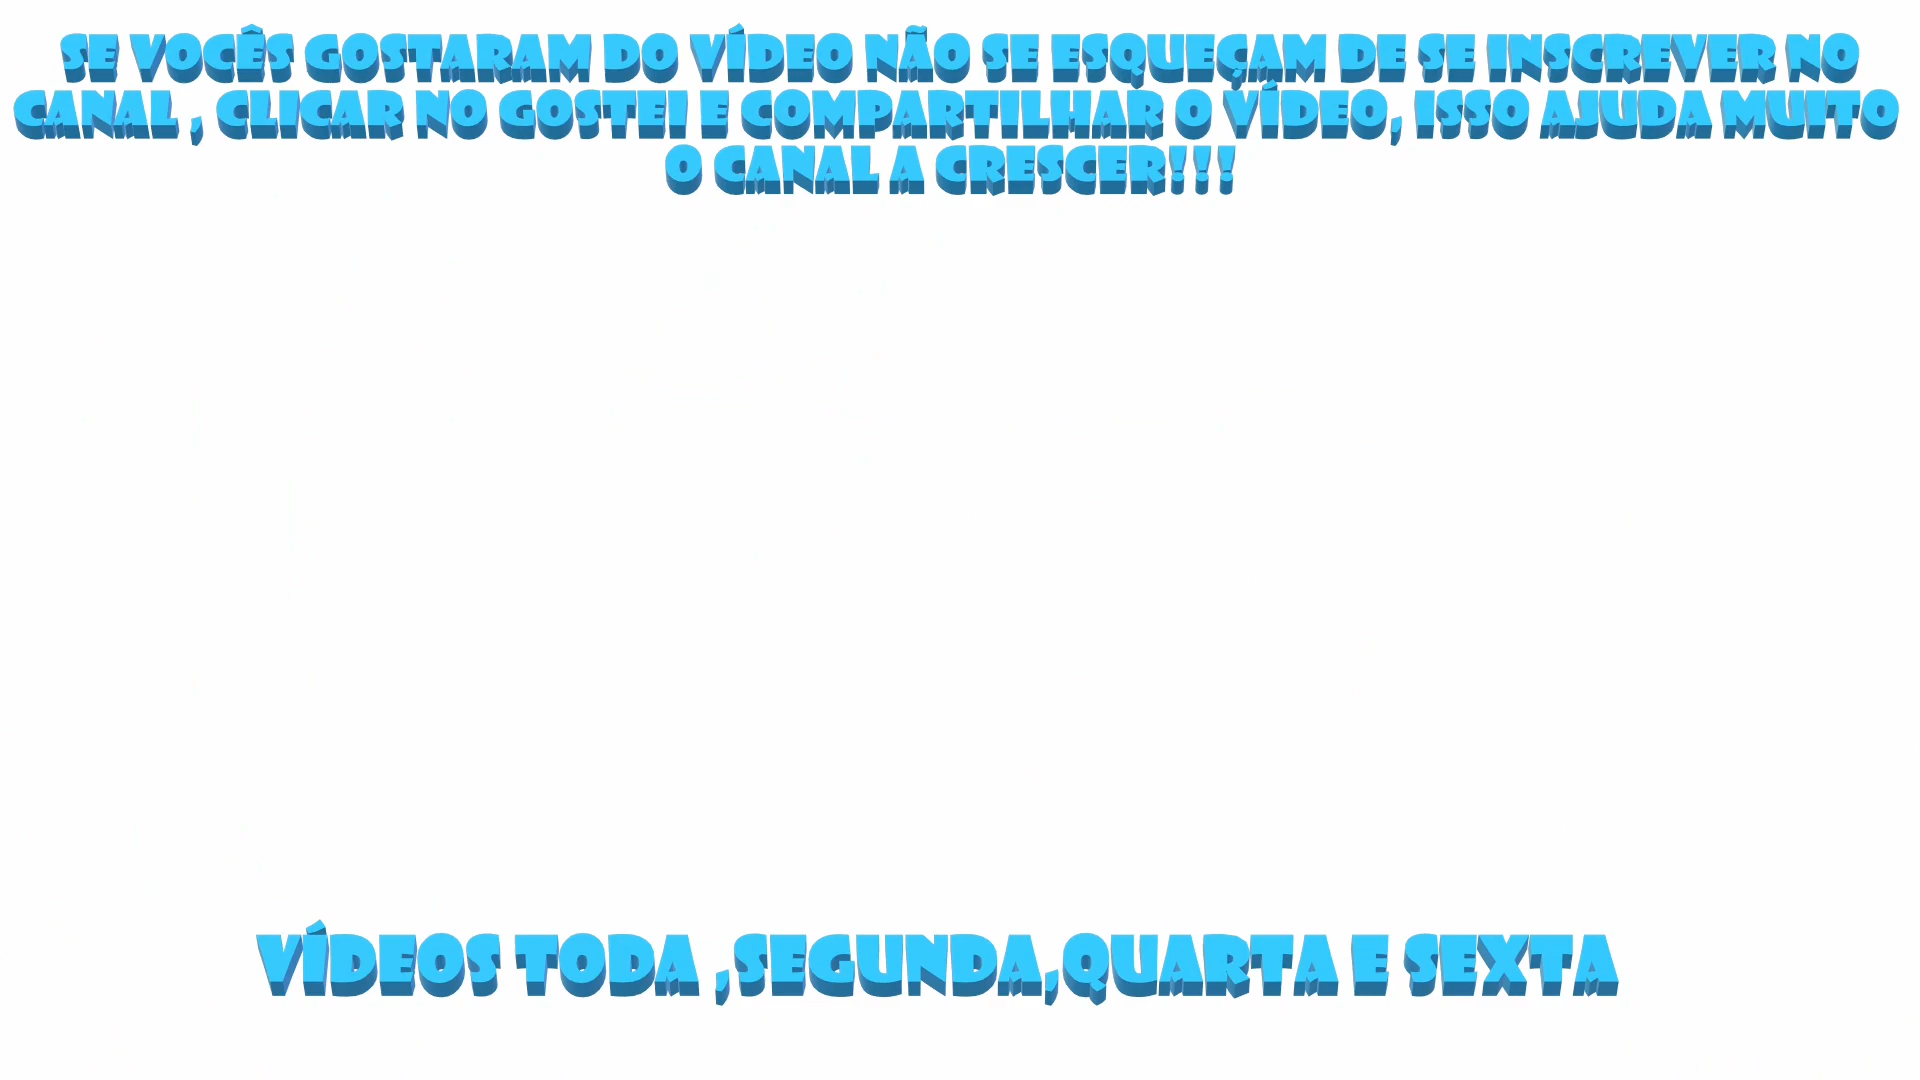 SE VOCÊS GOSTARAM DO VÍDEO NÃO SE ESQUEÇAM DE SE INSCREVER NO
CANAL , CLICAR NO GOSTEI E COMPARTILHAR O VÍDEO, ISSO AJUDA MUITO
O CANAL A CRESCER!!!
VÍDEOS TODA ,SEGUNDA,QUARTA E SEXTA